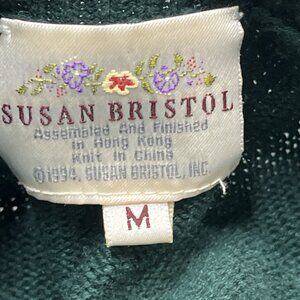 SUSAN BRISTOL
Assembled And Finished
in Hong Kong
Knit in China
©1994, SUSAN BRISTOL, INC
M